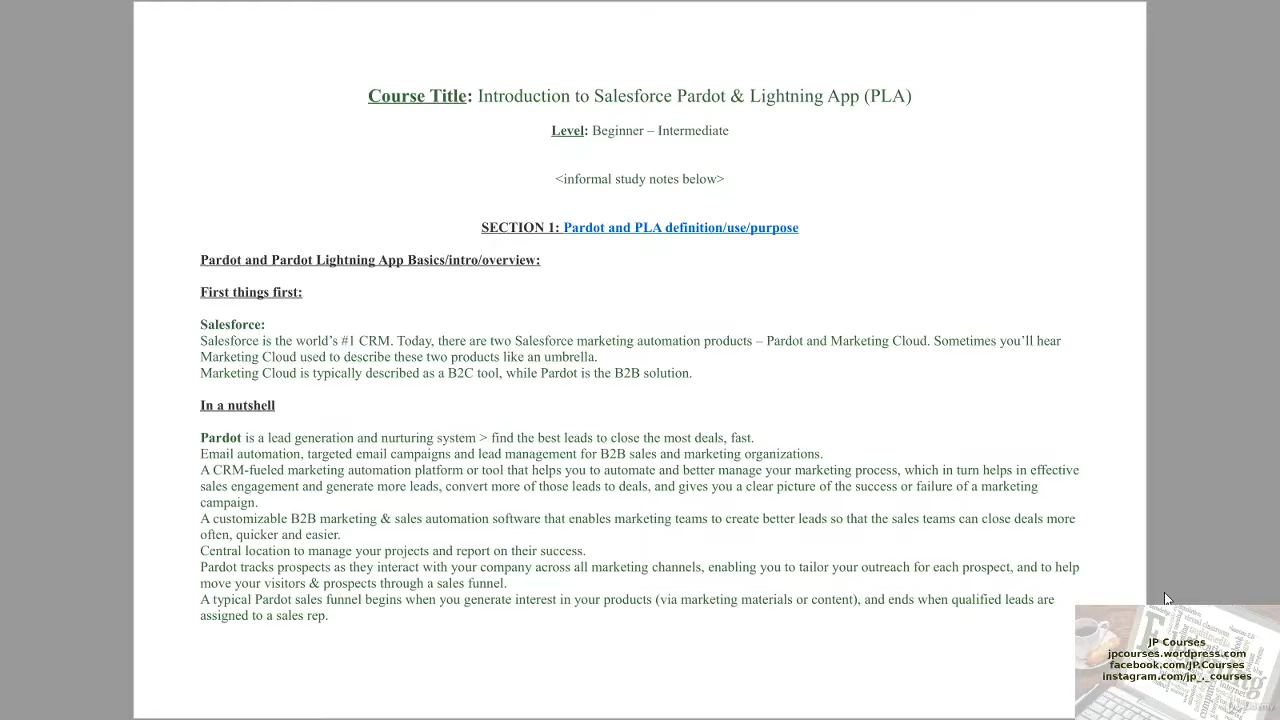 Course Title: Introduction to Salesforce Pardot & Lightning App (PLA)
Level: Beginner – Intermediate
<informal study notes below>
SECTION 1: Pardot and PLA definition/use/purpose
Pardot and Pardot Lightning App Basics/intro/overview:
First things first:
Salesforce:
Salesforce is the world’s #1 CRM. Today, there are two Salesforce marketing automation products – Pardot and Marketing Cloud. Sometimes you’ll hear
Marketing Cloud used to describe these two products like an umbrella.
Marketing Cloud is typically described as a B2C tool, while Pardot is the B2B solution.
In a nutshell
Pardot is a lead generation and nurturing system > find the best leads to close the most deals, fast.
Email automation, targeted email campaigns and lead management for B2B sales and marketing organizations.
A CRM-fueled marketing automation platform or tool that helps you to automate and better manage your marketing process, which in turn helps in effective
sales engagement and generate more leads, convert more of those leads to deals, and gives you a clear picture of the success or failure of a marketing
campaign.
A customizable B2B marketing & sales automation software that enables marketing teams to create better leads so that the sales teams can close deals more
often, quicker and easier.
Central location to manage your projects and report on their success.
Pardot tracks prospects as they interact with your company across all marketing channels, enabling you to tailor your outreach for each prospect, and to help
move your visitors & prospects through a sales funnel.
A typical Pardot sales funnel begins when you generate interest in your products (via marketing materials or content), and ends when qualified leads are
assigned to a sales rep.
JP Courses
jpcourses.wordpress.com
facebook.com/JP.Courses
instagram.com/jp_._courses